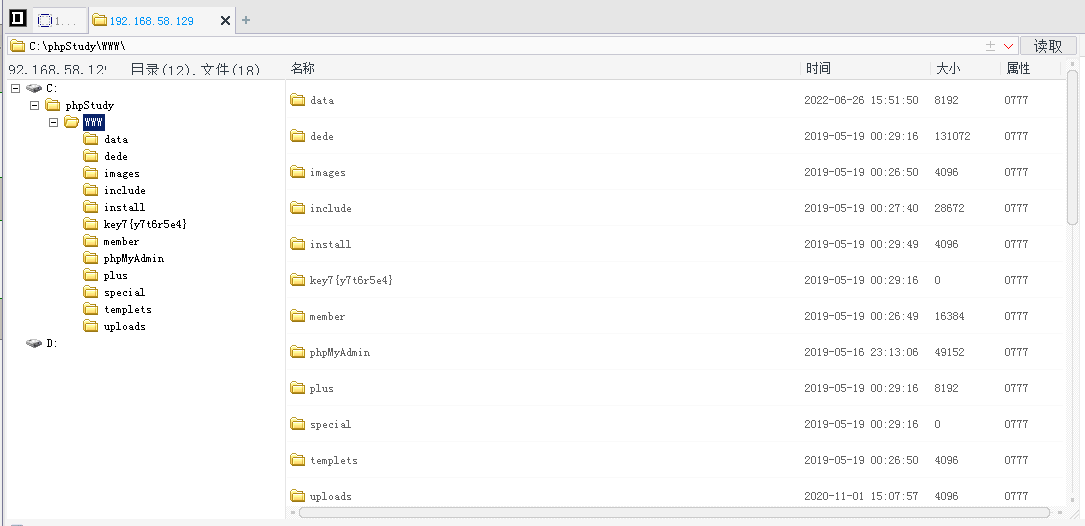 1...
192.168.58.129
C:\phpStudy\WWW\
读取
目录(12).文件(18)
名称 时间 大小 属性
C:
phpStudy
WWW
data
dede
images
include
install
key7{y7t6r5e4}
member
phpMyAdmin
plus
special
templets
uploads
D:
data 2022-06-26 15:51:50 8192 0777
dede 2019-05-19 00:29:16 131072 0777
images 2019-05-19 00:26:50 4096 0777
include 2019-05-19 00:27:40 28672 0777
install 2019-05-19 00:29:49 4096 0777
key7{y7t6r5e4} 2019-05-19 00:29:16 0 0777
member 2019-05-19 00:26:49 16384 0777
phpMyAdmin 2019-05-16 23:13:06 49152 0777
plus 2019-05-19 00:29:16 8192 0777
special 2019-05-19 00:29:16 0 0777
templets 2019-05-19 00:26:50 4096 0777
uploads 2020-11-01 15:07:57 4096 0777